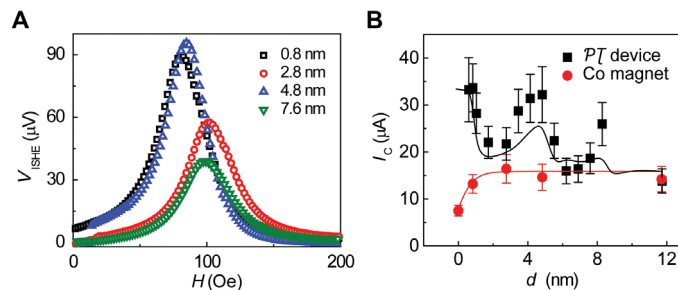 A
V_ISHE (μV)
90
60
30
0
0.8 nm
2.8 nm
4.8 nm
7.6 nm
0
100
200
H (Oe)
B
I_C (μA)
50
40
30
20
10
0
PT device
Co magnet
0
4
8
12
d (nm)